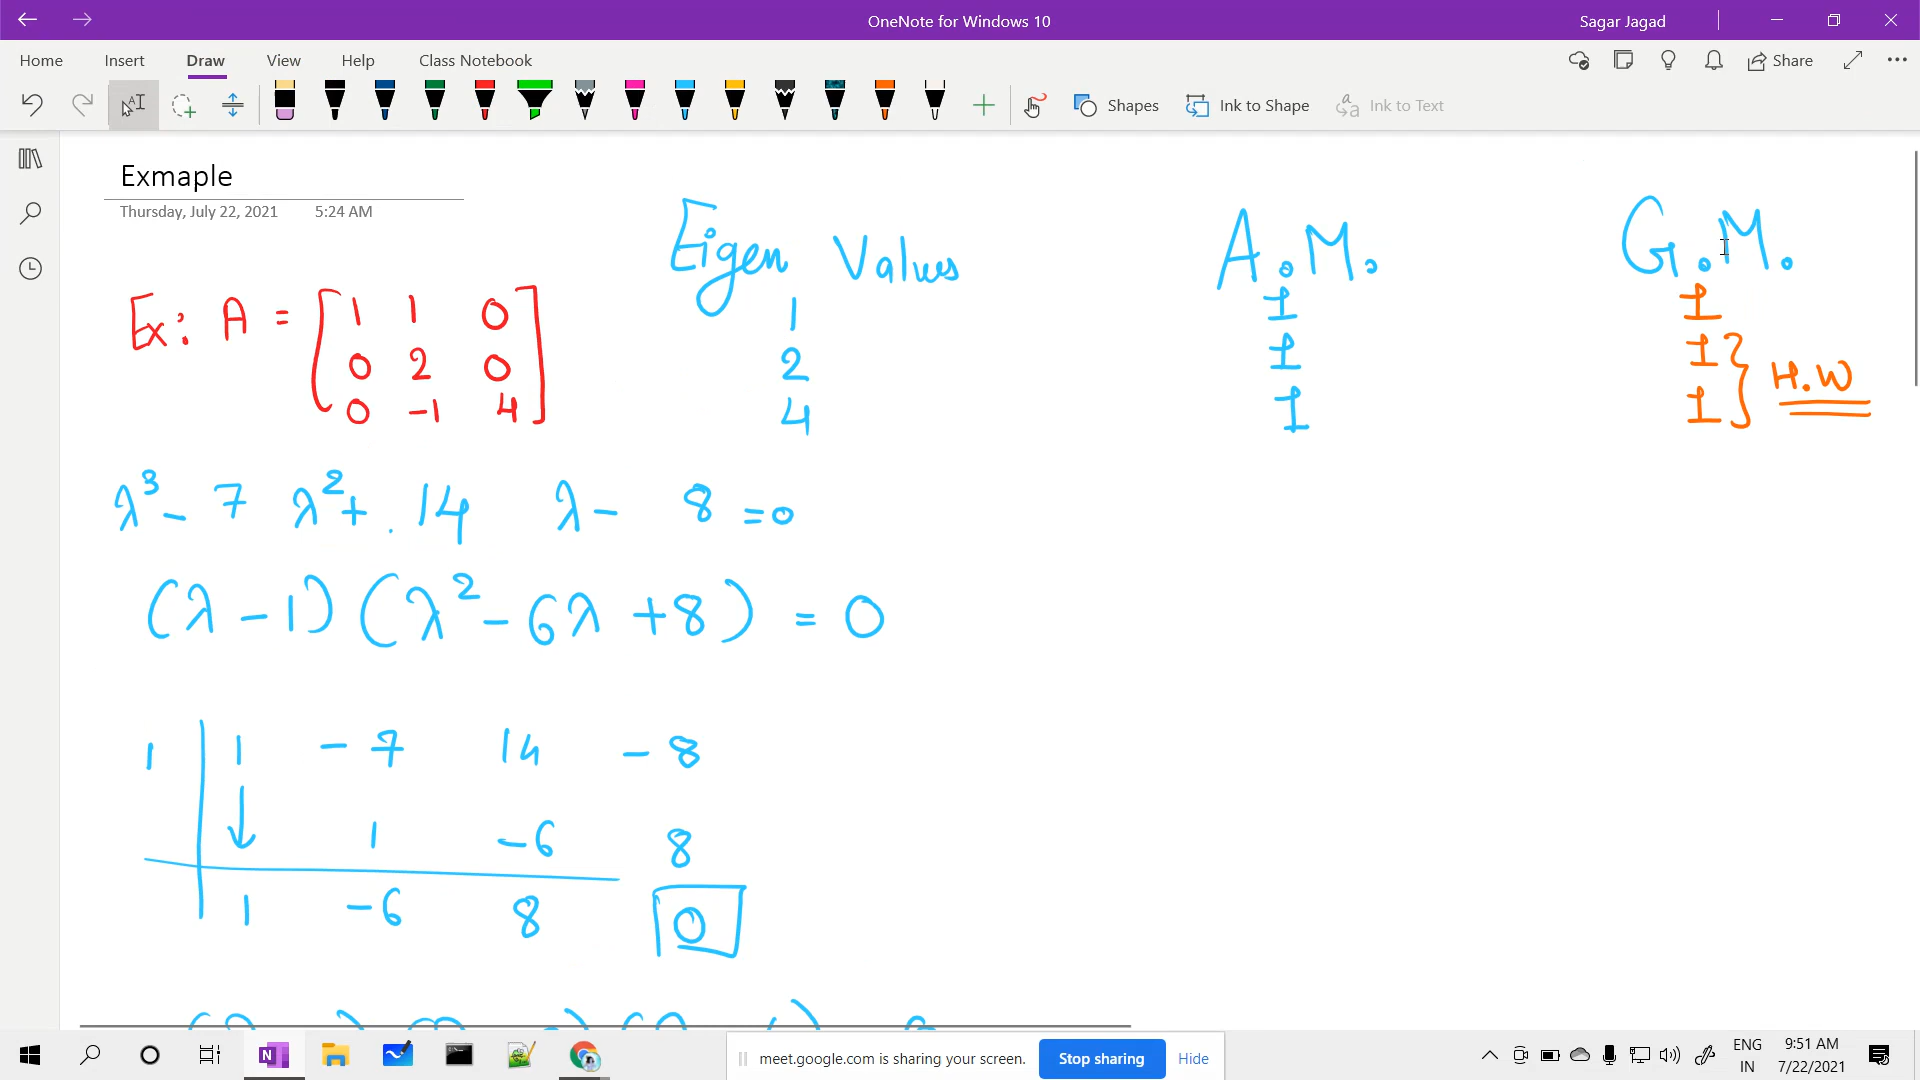 OneNote for Windows 10
Sagar Jagad
Home Insert Draw View Help Class Notebook
Share
Shapes Ink to Shape Ink to Text
Exmaple
Thursday, July 22, 2021 5:24 AM
Eigen Values A.M. G.M.
Ex: A = [1 1 0
0 2 0
0 -1 4]
1 1 1
2 1 1
4 1 1
} H.W
λ³ - 7 λ² + 14 λ - 8 = 0
(λ - 1) (λ² - 6λ + 8) = 0
1 | 1 - 7 14 - 8
↓ 1 - 6 8
1 - 6 8 0
meet.google.com is sharing your screen. Stop sharing Hide
ENG
IN
9:51 AM
7/22/2021